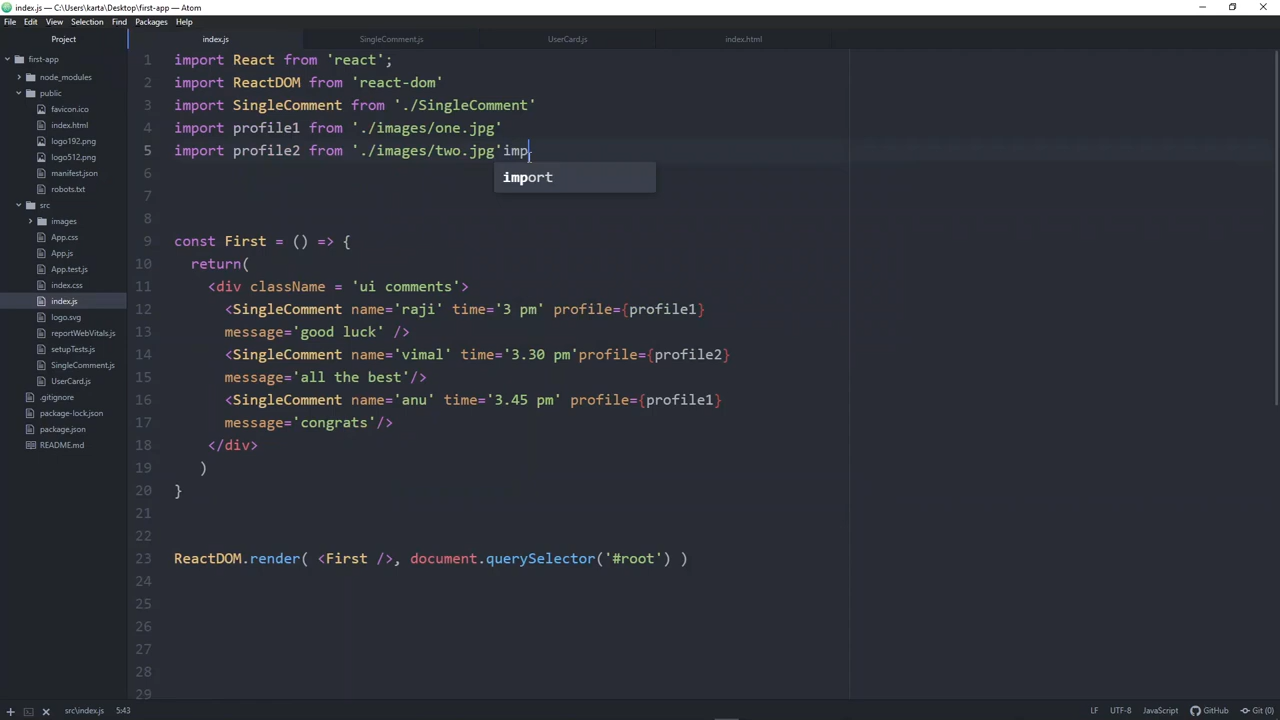 index.js — C:\Users\karta\Desktop\first-app — Atom
File Edit View Selection Find Packages Help
Project
index.js SingleComment.js UserCard.js index.html
first-app
node_modules
public
favicon.ico
index.html
logo192.png
logo512.png
manifest.json
robots.txt
src
images
App.css
App.js
App.test.js
index.css
index.js
logo.svg
reportWebVitals.js
setupTests.js
SingleComment.js
UserCard.js
.gitignore
package-lock.json
package.json
README.md
1 import React from 'react';
2 import ReactDOM from 'react-dom'
3 import SingleComment from './SingleComment'
4 import profile1 from './images/one.jpg'
5 import profile2 from './images/two.jpg'imp
import
6
7
8
9 const First = () => {
10 return(
11 <div className = 'ui comments'>
12 <SingleComment name='raji' time='3 pm' profile={profile1}
13 message='good luck' />
14 <SingleComment name='vimal' time='3.30 pm'profile={profile2}
15 message='all the best'/>
16 <SingleComment name='anu' time='3.45 pm' profile={profile1}
17 message='congrats'/>
18 </div>
19 )
20 }
21
22
23 ReactDOM.render( <First />, document.querySelector('#root') )
24
25
26
27
28
29
src\index.js 5:43 LF UTF-8 JavaScript GitHub Git (0)